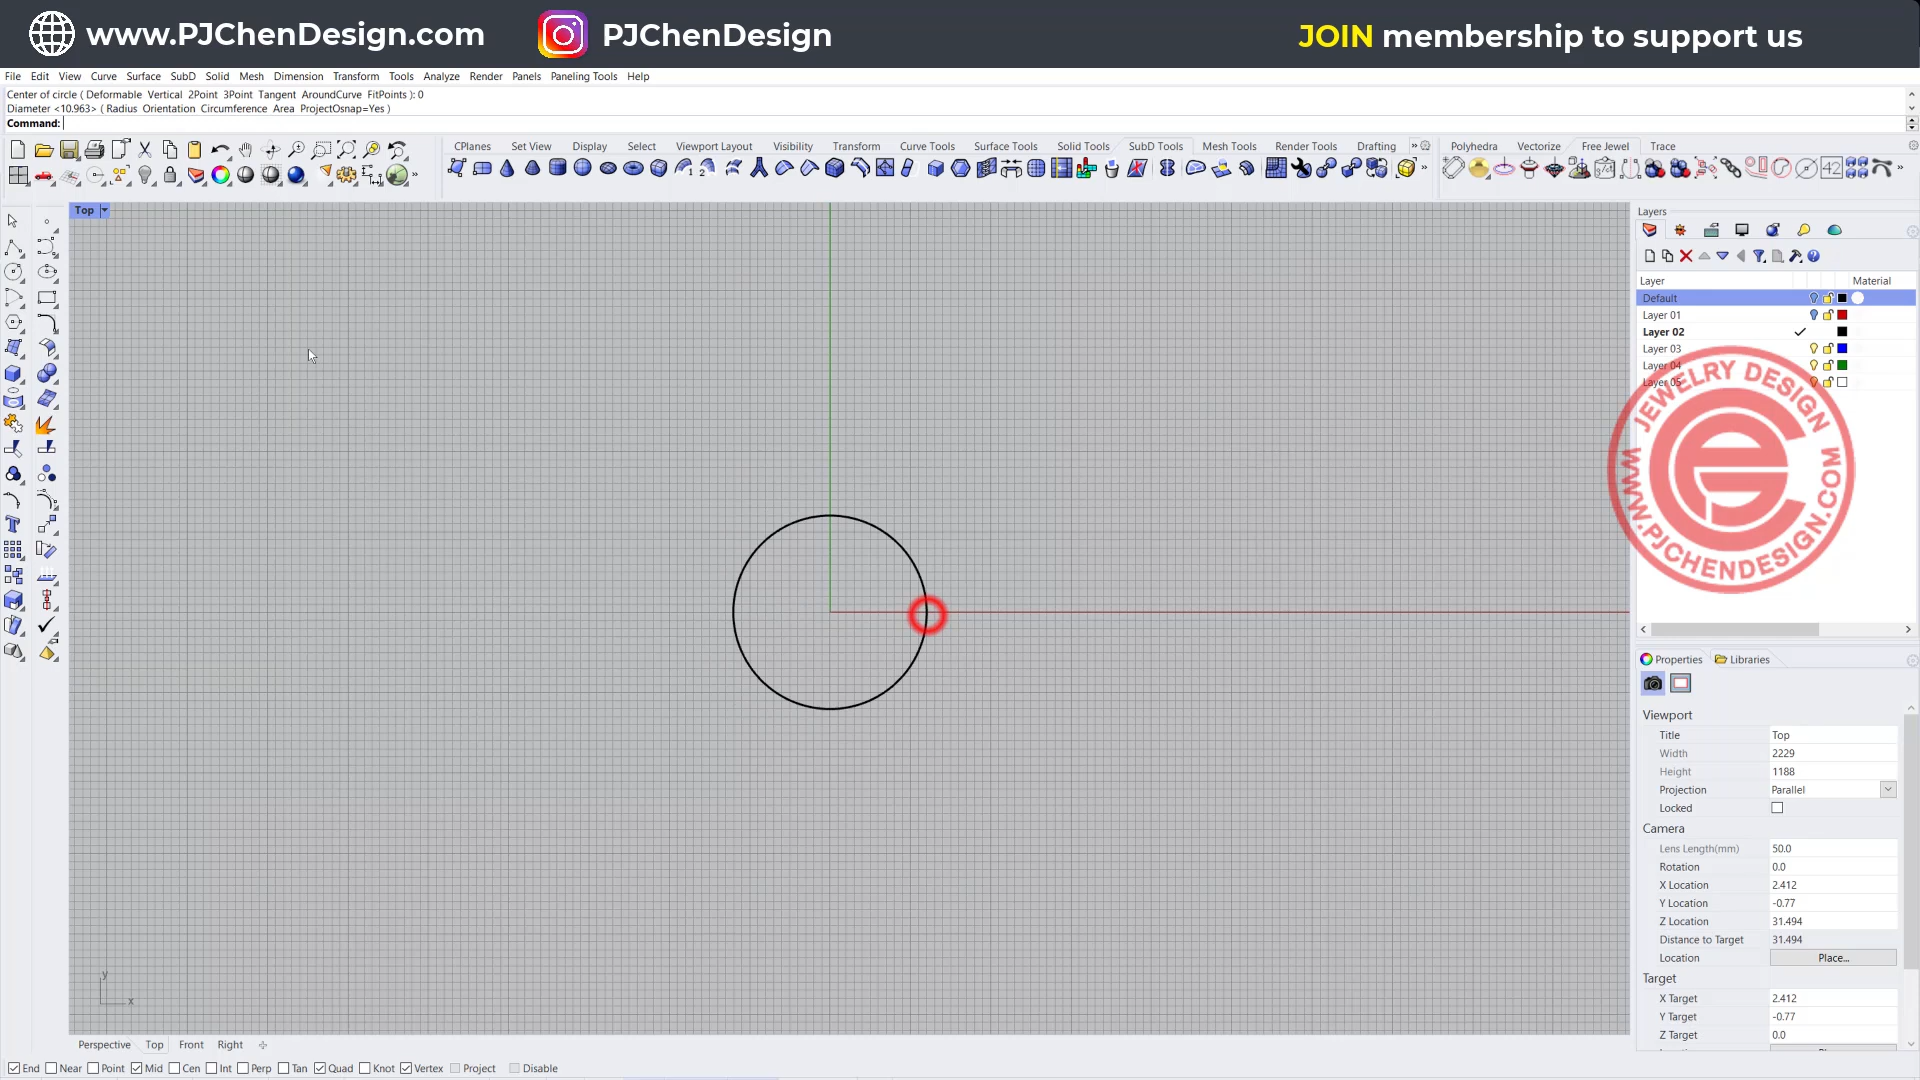 www.PJChenDesign.com
PJChenDesign
JOIN membership to support us
File Edit View Curve Surface SubD Solid Mesh Dimension Transform Tools Analyze Render Panels Paneling Tools Help
Center of circle ( Deformable Vertical 2Point 3Point Tangent AroundCurve FitPoints ): 0
Diameter <10.963> ( Radius Orientation Circumference Area ProjectOsnap=Yes )
Command:
CPlanes Set View Display Select Viewport Layout Visibility Transform Curve Tools Surface Tools Solid Tools SubD Tools Mesh Tools Render Tools Drafting » Polyhedra Vectorize Free Jewel Trace
Top
Layers
Layer Material
Default
Layer 01
Layer 02
Layer 03
Layer 04
Layer 05
JEWELRY DESIGN
WWW.PJCHENDESIGN.COM
Properties Libraries
Viewport
Title Top
Width 2229
Height 1188
Projection Parallel
Locked
Camera
Lens Length(mm) 50.0
Rotation 0.0
X Location 2.412
Y Location -0.77
Z Location 31.494
Distance to Target 31.494
Location Place...
Target
X Target 2.412
Y Target -0.77
Z Target 0.0
y
x
Perspective Top Front Right
End Near Point Mid Cen Int Perp Tan Quad Knot Vertex Project Disable